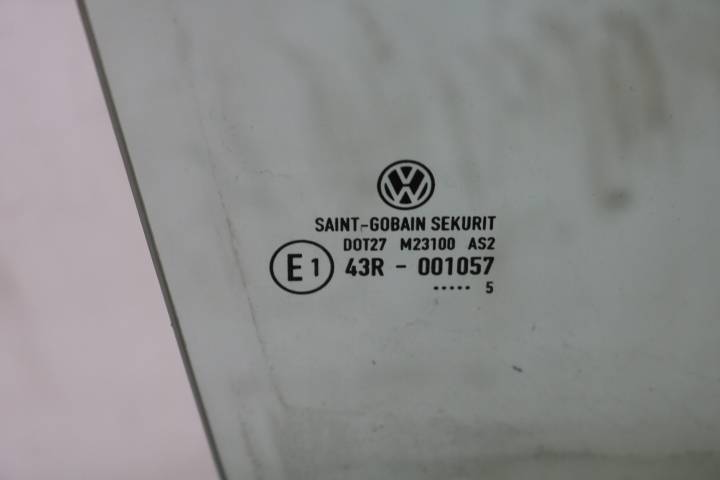 SAINT-GOBAIN SEKURIT
DOT27 M23100 AS2
E1 43R - 001057
..... 5